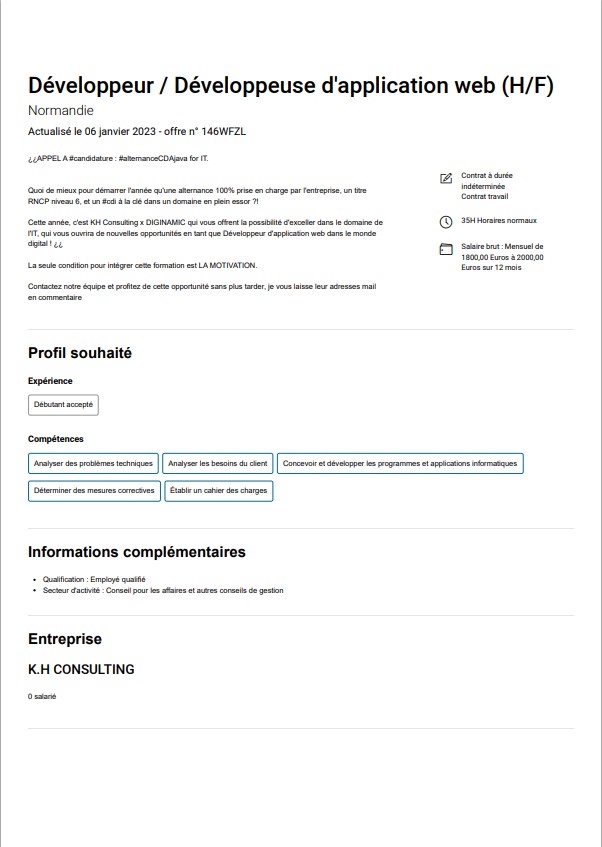 Développeur / Développeuse d'application web (H/F)
Normandie
Actualisé le 06 janvier 2023 - offre n° 146WFZL
¿¿APPEL A #candidature : #alternanceCDAjava for IT.
Quoi de mieux pour démarrer l'année qu'une alternance 100% prise en charge par l'entreprise, un titre
RNCP niveau 6, et un #cdi à la clé dans un domaine en plein essor ?!
Cette année, c'est KH Consulting x DIGINAMIC qui vous offrent la possibilité d'exceller dans le domaine de
l'IT, qui vous ouvrira de nouvelles opportunités en tant que Développeur d'application web dans le monde
digital ! ¿¿
La seule condition pour intégrer cette formation est LA MOTIVATION.
Contactez notre équipe et profitez de cette opportunité sans plus tarder, je vous laisse leur adresses mail
en commentaire
Contrat à durée
indéterminée
Contrat travail
35H Horaires normaux
Salaire brut : Mensuel de
1800,00 Euros à 2000,00
Euros sur 12 mois
Profil souhaité
Expérience
Débutant accepté
Compétences
Analyser des problèmes techniques
Analyser les besoins du client
Concevoir et développer les programmes et applications informatiques
Déterminer des mesures correctives
Établir un cahier des charges
Informations complémentaires
• Qualification : Employé qualifié
• Secteur d'activité : Conseil pour les affaires et autres conseils de gestion
Entreprise
K.H CONSULTING
0 salarié